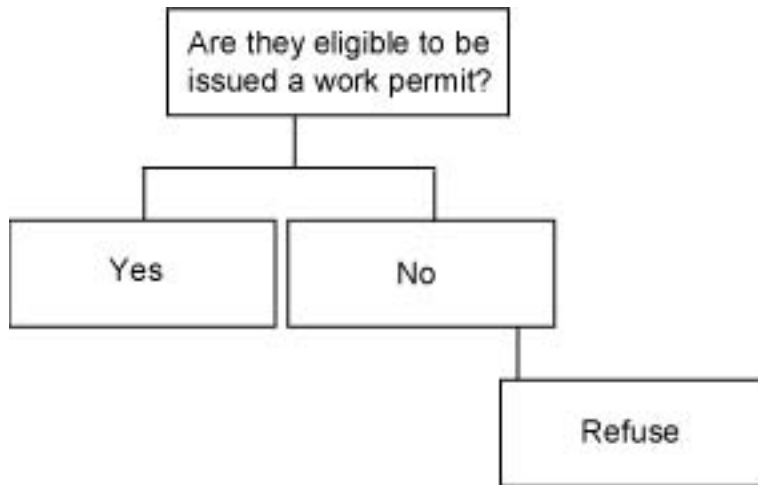 Are they eligible to be
issued a work permit?
Yes
No
Refuse